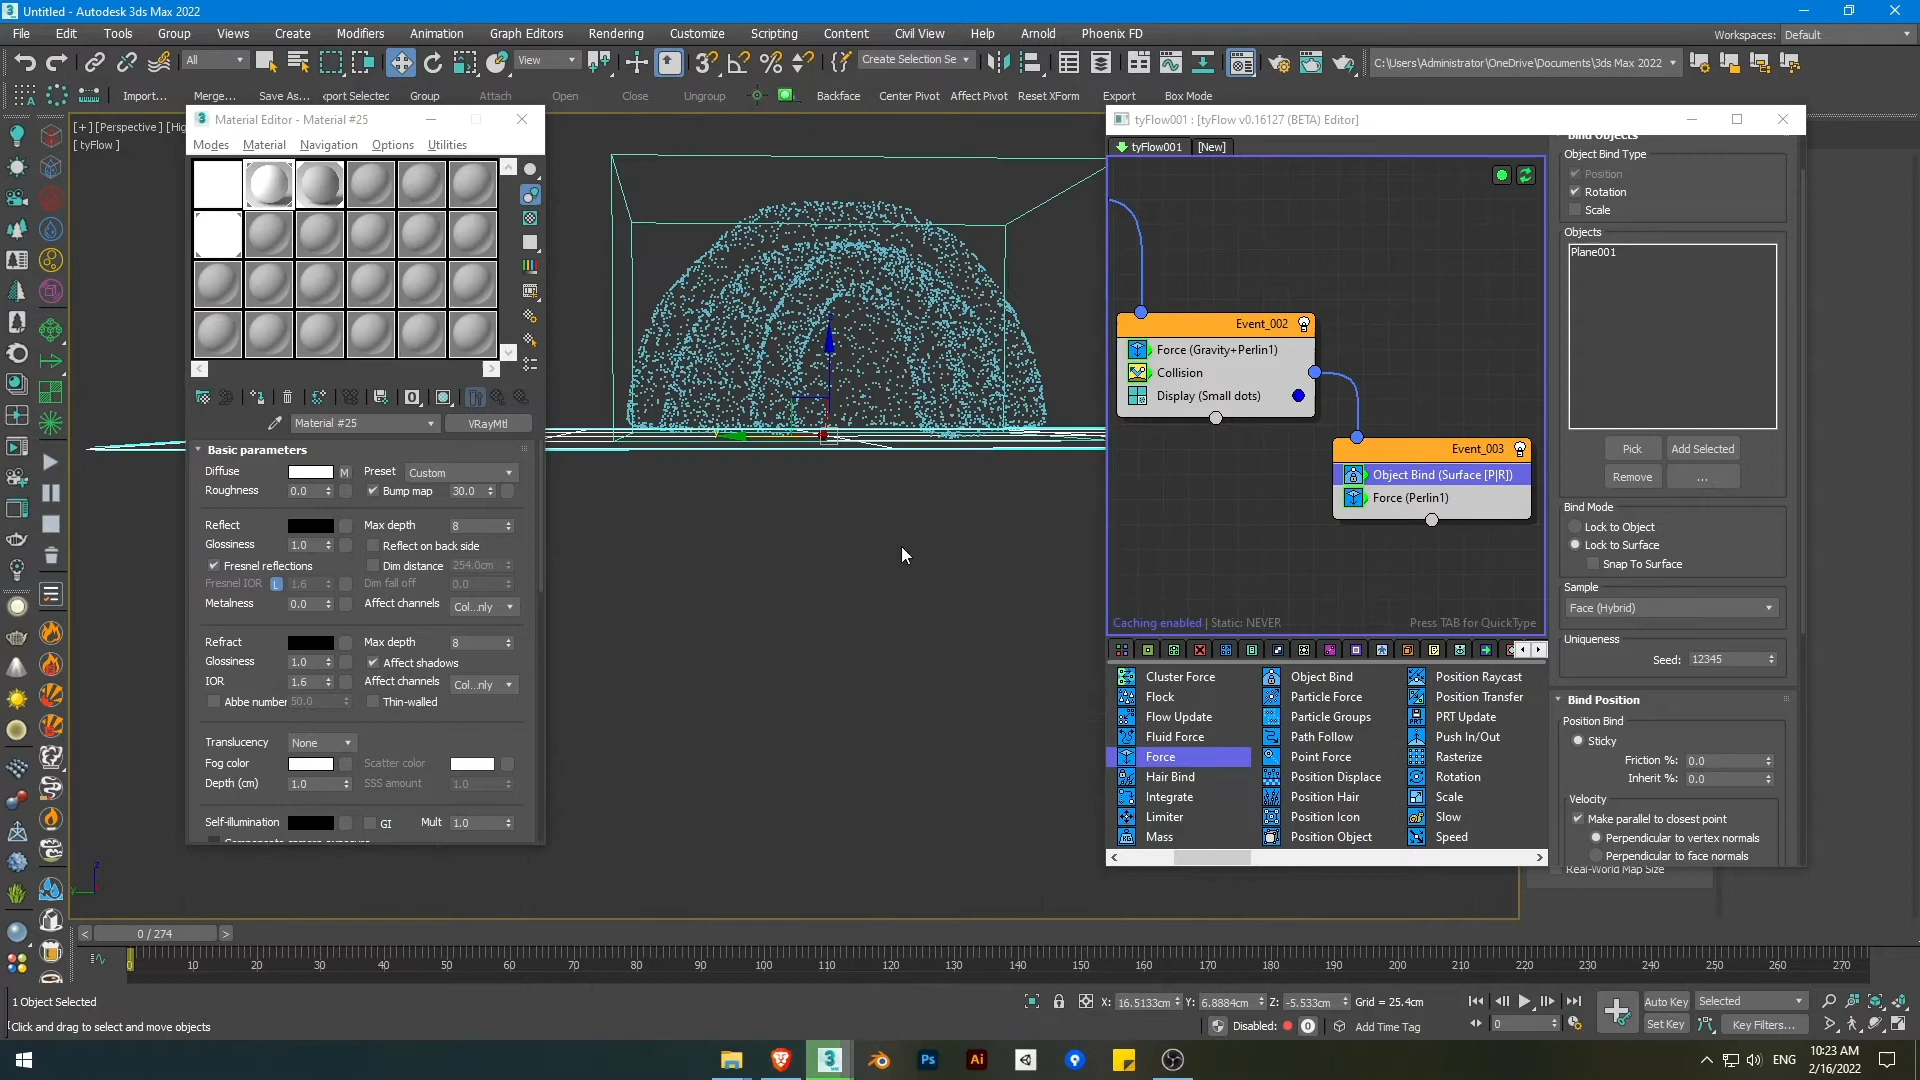 Untitled - Autodesk 3ds Max 2022
File Edit Tools Group Views Create Modifiers Animation Graph Editors Rendering Customize Scripting Content Civil View Help Arnold Phoenix FD
Workspaces: Default
All View Create Selection Se C:\Users\Administrator\OneDrive\Documents\3ds Max 2022
Import... Merge... Save As... xport Selected Group Attach Open Close Ungroup Backface Center Pivot Affect Pivot Reset XForm Export Box Mode
[+] [Perspective] [Hig
[ tyFlow ]
Material Editor - Material #25
Modes Material Navigation Options Utilities
Material #25 VRayMtl
Basic parameters
Diffuse M Preset Custom
Roughness 0.0 Bump map 30.0
Reflect Max depth 8
Glossiness 1.0 Reflect on back side
Fresnel reflections Dim distance 254.0cm
Fresnel IOR L 1.6 Dim fall off 0.0
Metalness 0.0 Affect channels Col...nly
Refract Max depth 8
Glossiness 1.0 Affect shadows
IOR 1.6 Affect channels Col...nly
Abbe number 50.0 Thin-walled
Translucency None
Fog color Scatter color
Depth (cm) 1.0 SSS amount 1.0
Self-illumination GI Mult 1.0
tyFlow001 : [tyFlow v0.16127 (BETA) Editor]
tyFlow001 [New]
Event_002
Force (Gravity+Perlin1)
Collision
Display (Small dots)
Event_003
Object Bind (Surface [P|R])
Force (Perlin1)
Caching enabled | Static: NEVER Press TAB for QuickType
Cluster Force Object Bind Position Raycast
Flock Particle Force Position Transfer
Flow Update Particle Groups PRT Update
Fluid Force Path Follow Push In/Out
Force Point Force Rasterize
Hair Bind Position Displace Rotation
Integrate Position Hair Scale
Limiter Position Icon Slow
Mass Position Object Speed
Bind Objects
Object Bind Type
Position
Rotation
Scale
Objects
Plane001
Pick Add Selected
Remove ...
Bind Mode
Lock to Object
Lock to Surface
Snap To Surface
Sample
Face (Hybrid)
Uniqueness
Seed: 12345
Bind Position
Position Bind
Sticky
Friction %: 0.0
Inherit %: 0.0
Velocity
Make parallel to closest point
Perpendicular to vertex normals
Perpendicular to face normals
Real-World Map Size
z
< 0 / 274 >
0 10 20 30 40 50 60 70 80 90 100 110 120 130 140 150 160 170 180 190 200 210 220 230 240 250 260 270
1 Object Selected
X: 16.5133cm Y: 6.8884cm Z: -5.533cm Grid = 25.4cm
Auto Key Selected
Click and drag to select and move objects
Disabled: 0 Add Time Tag
0 Set Key Key Filters...
3 Ps Ai
ENG
10:23 AM
2/16/2022